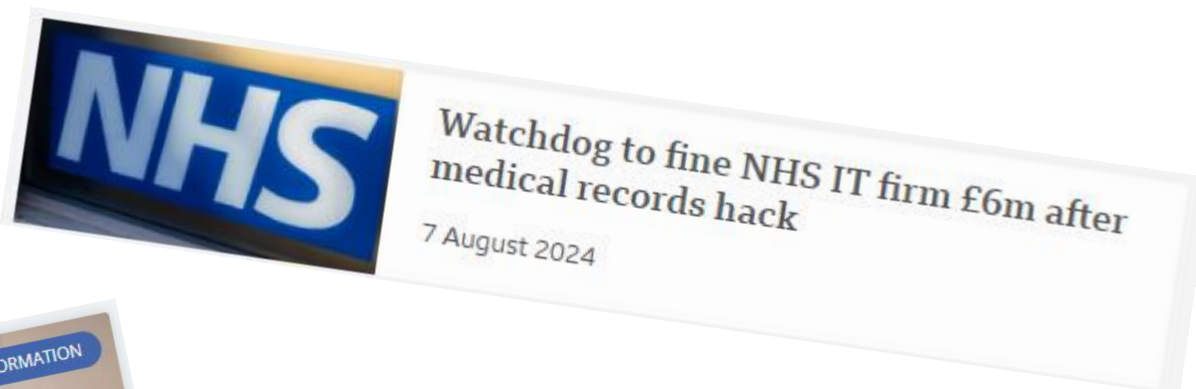 NHS
Watchdog to fine NHS IT firm £6m after
medical records hack
7 August 2024
ORMATION